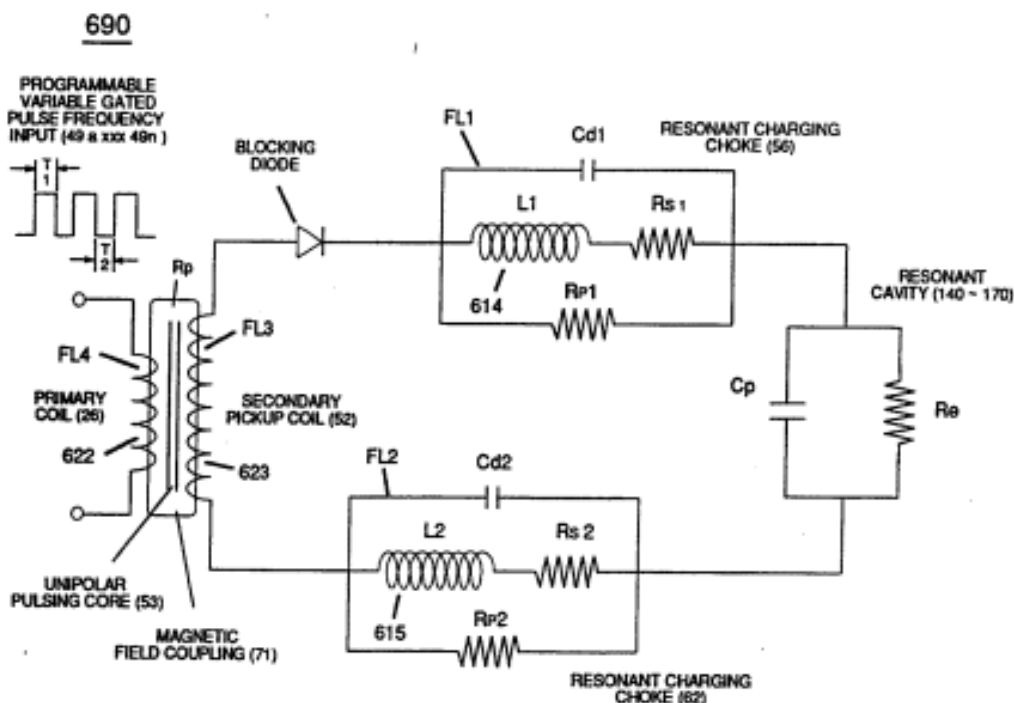 690
PROGRAMMABLE
VARIABLE GATED
PULSE FREQUENCY
INPUT (49 a xxx 49n )
T
1
T
2
BLOCKING
DIODE
FL1
Cd1
RESONANT CHARGING
CHOKE (56)
L1
Rs 1
614
RP1
Rp
FL3
FL4
PRIMARY
COIL (26)
622
SECONDARY
PICKUP COIL (52)
623
RESONANT
CAVITY (140 ~ 170)
Cp
Re
FL2
Cd2
L2
Rs 2
615
RP2
UNIPOLAR
PULSING CORE (53)
MAGNETIC
FIELD COUPLING (71)
RESONANT CHARGING
CHOKE (62)